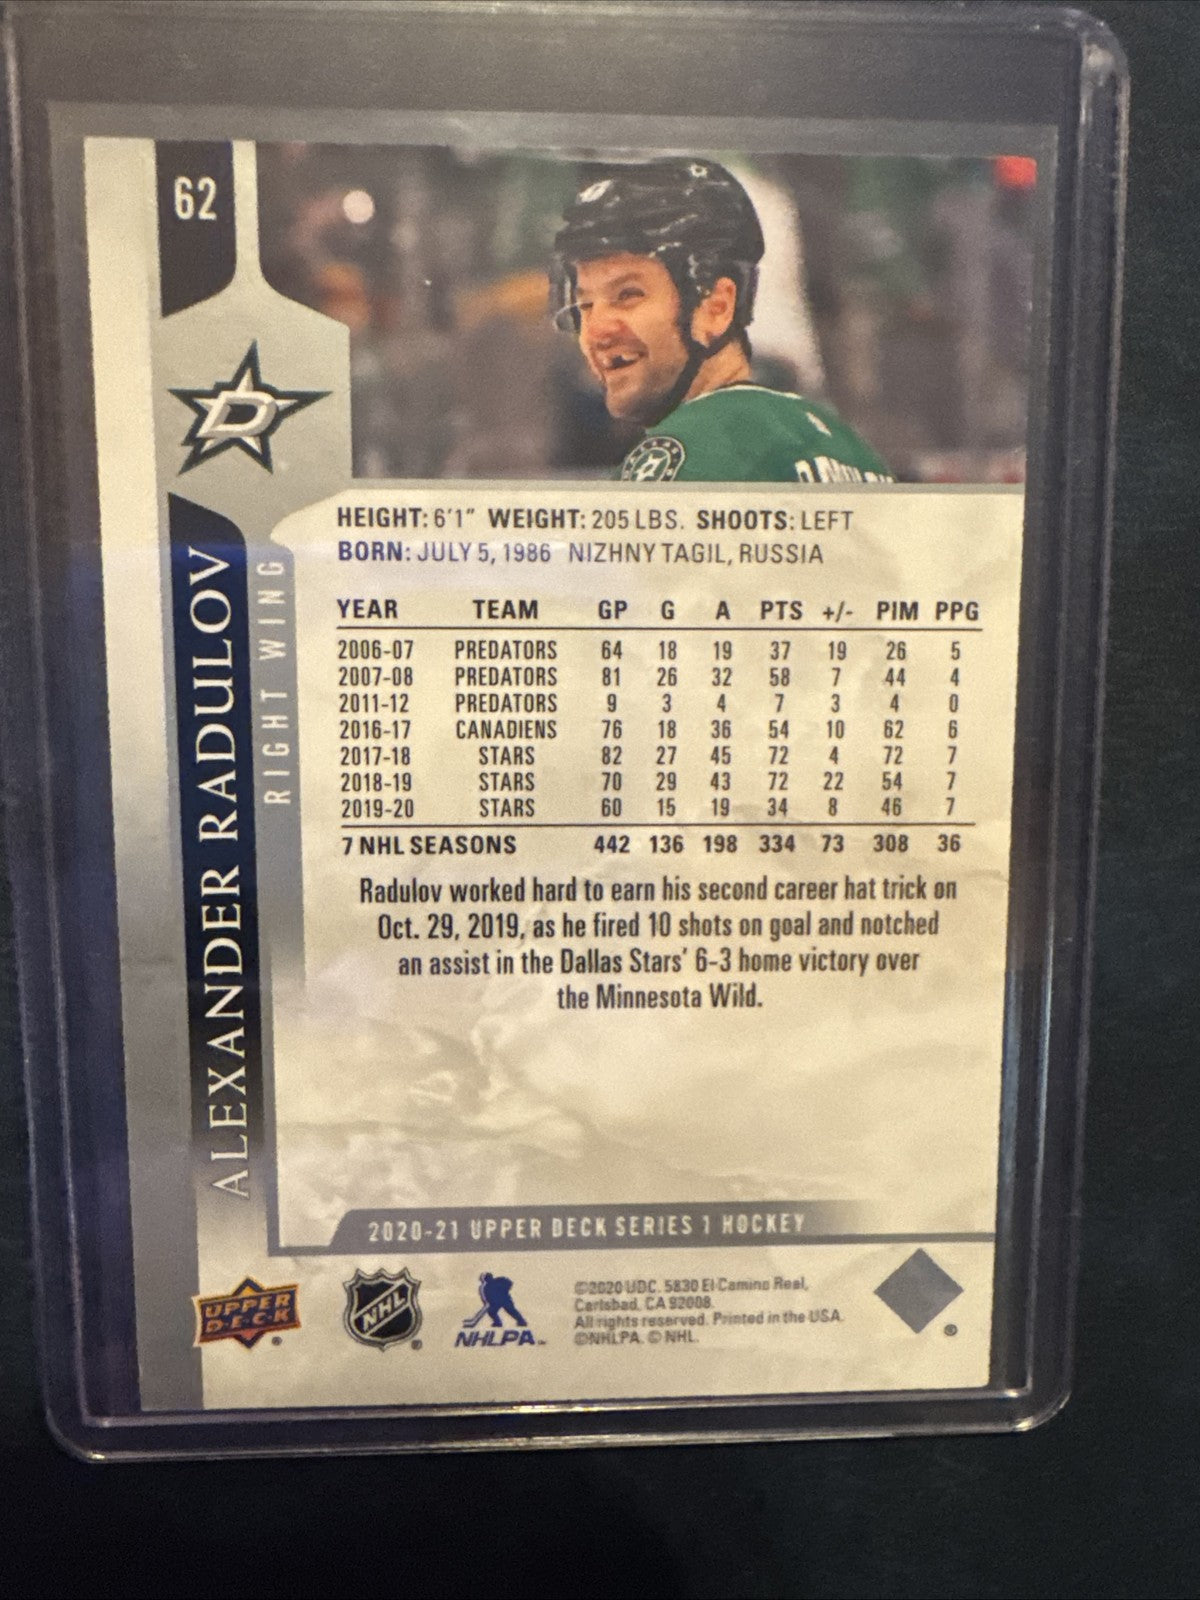 62
D
ALEXANDER RADULOV
RIGHT WING
HEIGHT: 6'1" WEIGHT: 205 LBS. SHOOTS: LEFT
BORN: JULY 5, 1986 NIZHNY TAGIL, RUSSIA
YEAR TEAM GP G A PTS +/- PIM PPG
2006-07 PREDATORS 64 18 19 37 19 26 5
2007-08 PREDATORS 81 26 32 58 7 44 4
2011-12 PREDATORS 9 3 4 7 3 4 0
2016-17 CANADIENS 76 18 36 54 10 62 6
2017-18 STARS 82 27 45 72 4 72 7
2018-19 STARS 70 29 43 72 22 54 7
2019-20 STARS 60 15 19 34 8 46 7
7 NHL SEASONS 442 136 198 334 73 308 36
Radulov worked hard to earn his second career hat trick on
Oct. 29, 2019, as he fired 10 shots on goal and notched
an assist in the Dallas Stars' 6-3 home victory over
the Minnesota Wild.
2020-21 UPPER DECK SERIES 1 HOCKEY
UPPER
D·E·C·K
®
NHL
®
NHLPA™
©2020 UDC. 5830 El Camino Real,
Carlsbad, CA 92008.
All rights reserved. Printed in the USA.
©NHLPA. © NHL.
®